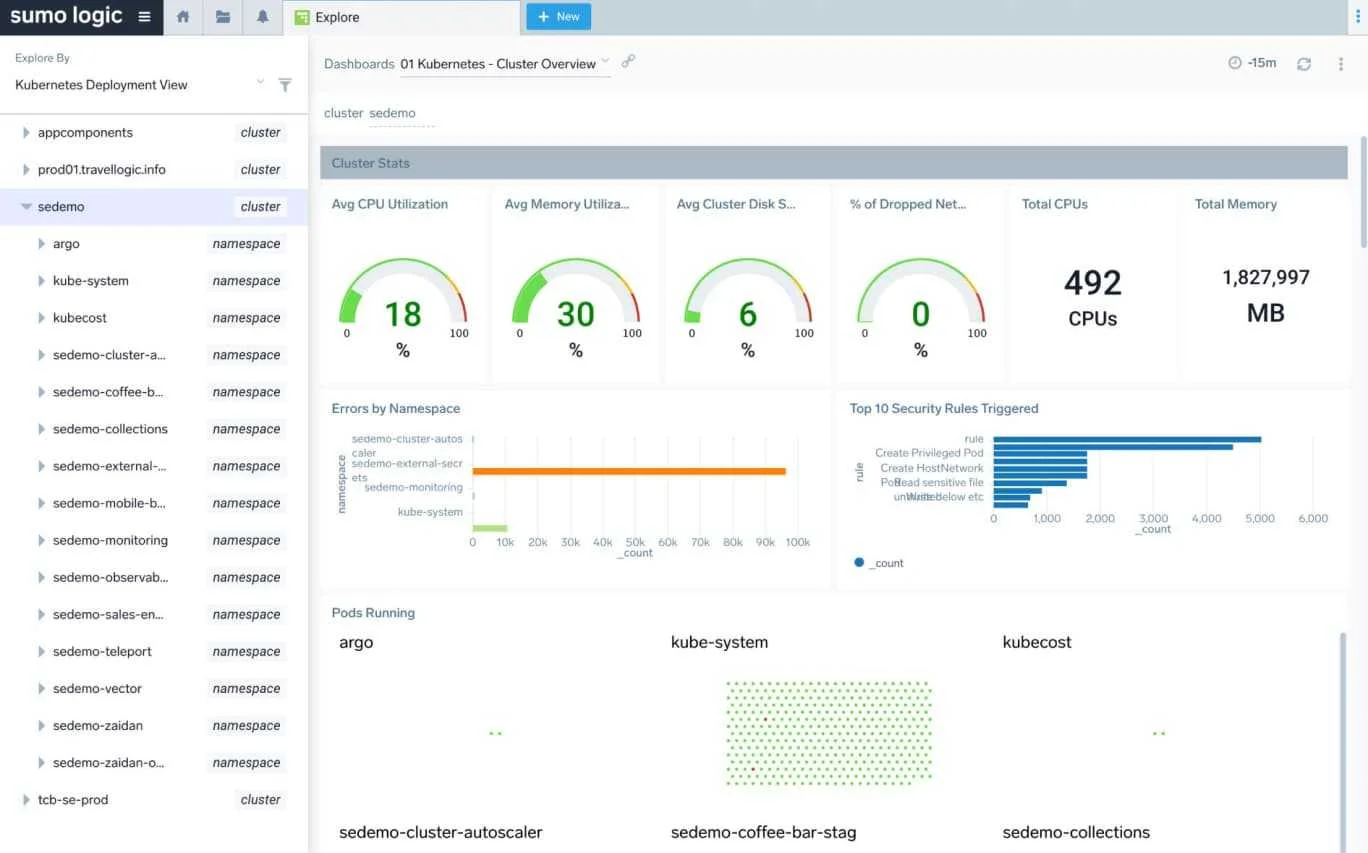 sumo logic
Explore
+ New
Explore By
Kubernetes Deployment View
appcomponents cluster
prod01.travellogic.info cluster
sedemo cluster
argo namespace
kube-system namespace
kubecost namespace
sedemo-cluster-a... namespace
sedemo-coffee-b... namespace
sedemo-collections namespace
sedemo-external-... namespace
sedemo-mobile-b... namespace
sedemo-monitoring namespace
sedemo-observab... namespace
sedemo-sales-en... namespace
sedemo-teleport namespace
sedemo-vector namespace
sedemo-zaidan namespace
sedemo-zaidan-o... namespace
tcb-se-prod cluster
Dashboards 01 Kubernetes - Cluster Overview
-15m
cluster sedemo
Cluster Stats
Avg CPU Utilization
18
0 100
%
Avg Memory Utiliza...
30
0 100
%
Avg Cluster Disk S...
6
0 100
%
% of Dropped Net...
0
0 100
%
Total CPUs
492
CPUs
Total Memory
1,827,997
MB
Errors by Namespace
namespace
sedemo-cluster-autos
caler
sedemo-external-secr
ets
sedemo-monitoring
kube-system
0 10k 20k 30k 40k 50k 60k 70k 80k 90k 100k
_count
Top 10 Security Rules Triggered
rule
rule
Create Privileged Pod
Create HostNetwork
Read sensitive file
below etc
0 1,000 2,000 3,000 4,000 5,000 6,000
_count
_count
Pods Running
argo
kube-system
kubecost
sedemo-cluster-autoscaler
sedemo-coffee-bar-stag
sedemo-collections